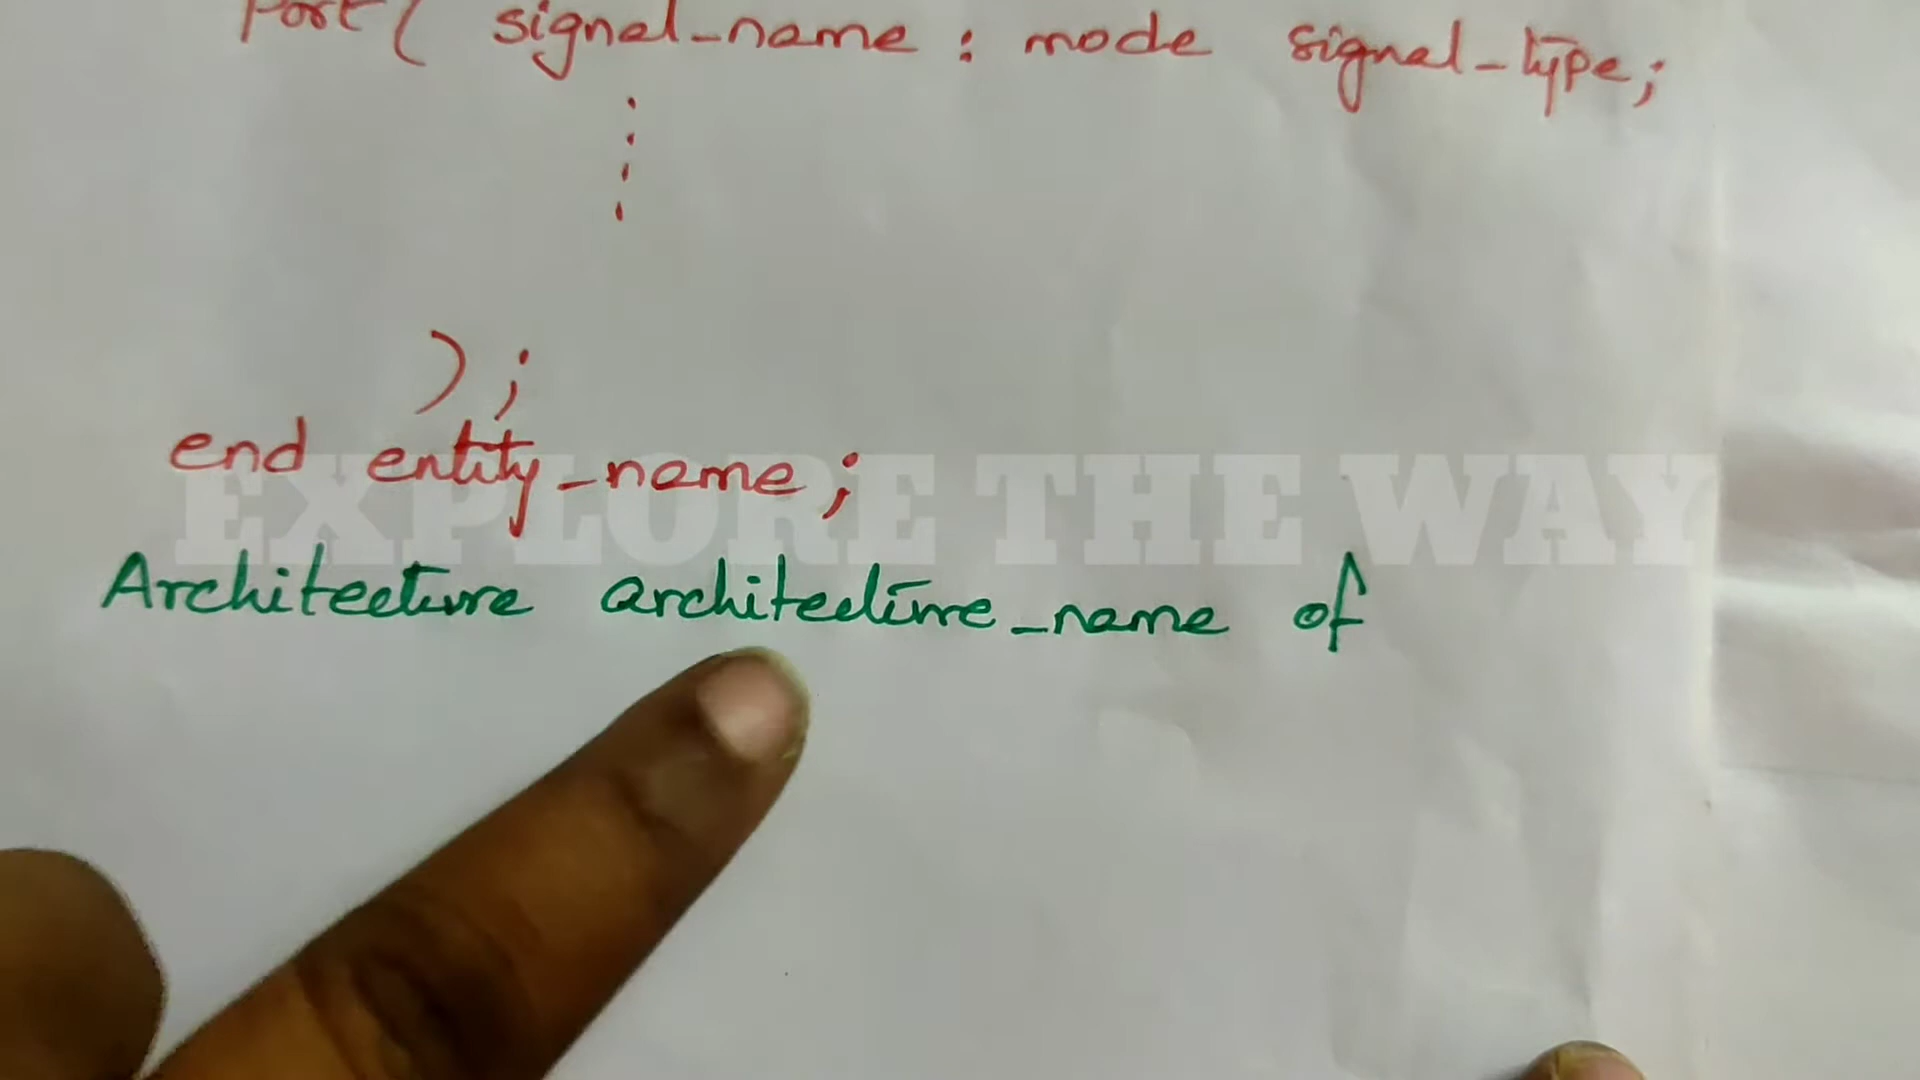 Port( signal_name : mode signal_type;
);
end entity_name;
EXPLORE THE WAY
Architecture architecture_name of